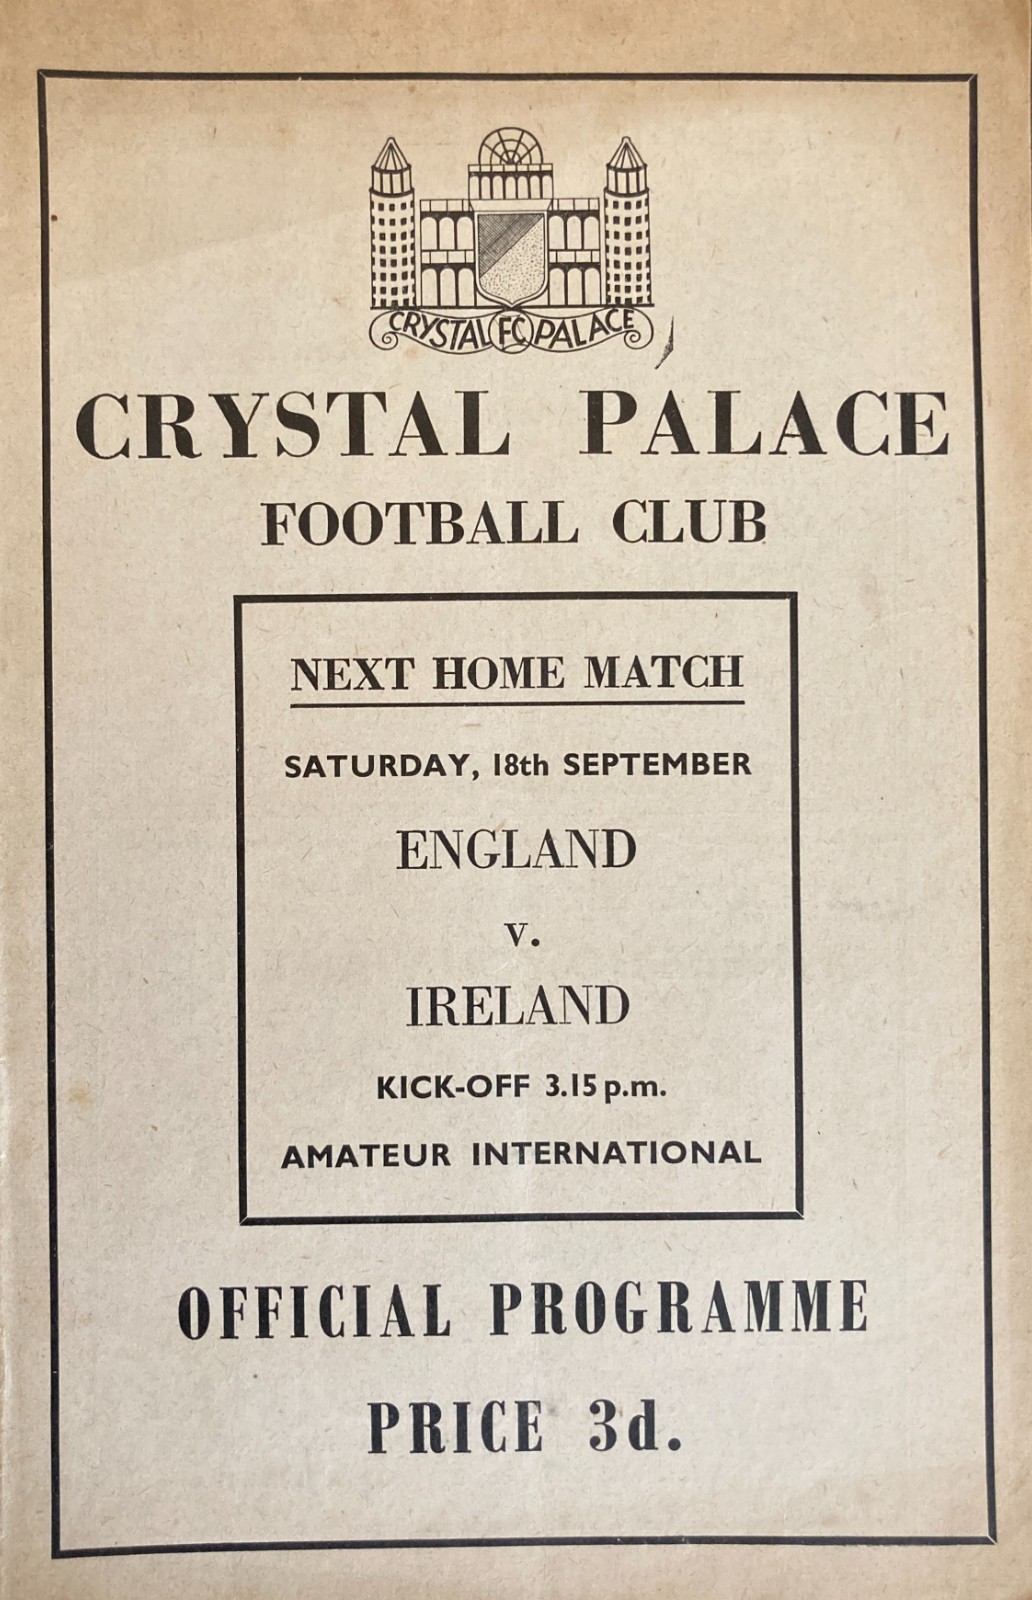 CRYSTAL FC PALACE
CRYSTAL PALACE
FOOTBALL CLUB
NEXT HOME MATCH
SATURDAY, 18th SEPTEMBER
ENGLAND
v.
IRELAND
KICK-OFF 3.15 p.m.
AMATEUR INTERNATIONAL
OFFICIAL PROGRAMME
PRICE 3d.